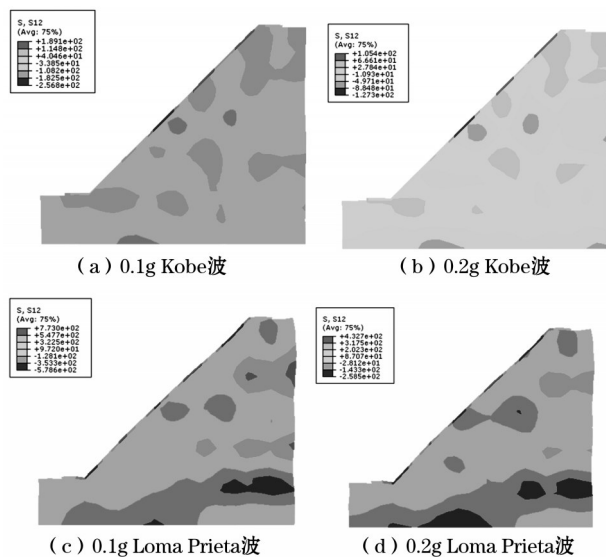 S, S12
(Avg: 75%)
+1.891e+02
+1.148e+02
+4.046e+01
-3.385e+01
-1.082e+02
-1.825e+02
-2.568e+02
S, S12
(Avg: 75%)
+1.054e+02
+6.661e+01
+2.784e+01
-1.093e+01
-4.971e+01
-8.848e+01
-1.273e+02
（a）0.1g Kobe波
（b）0.2g Kobe波
S, S12
(Avg: 75%)
+7.730e+02
+5.477e+02
+3.225e+02
+9.720e+01
-1.281e+02
-3.533e+02
-5.786e+02
S, S12
(Avg: 75%)
+4.327e+02
+3.175e+02
+2.023e+02
+8.707e+01
-2.812e+01
-1.433e+02
-2.585e+02
（c）0.1g Loma Prieta波
（d）0.2g Loma Prieta波